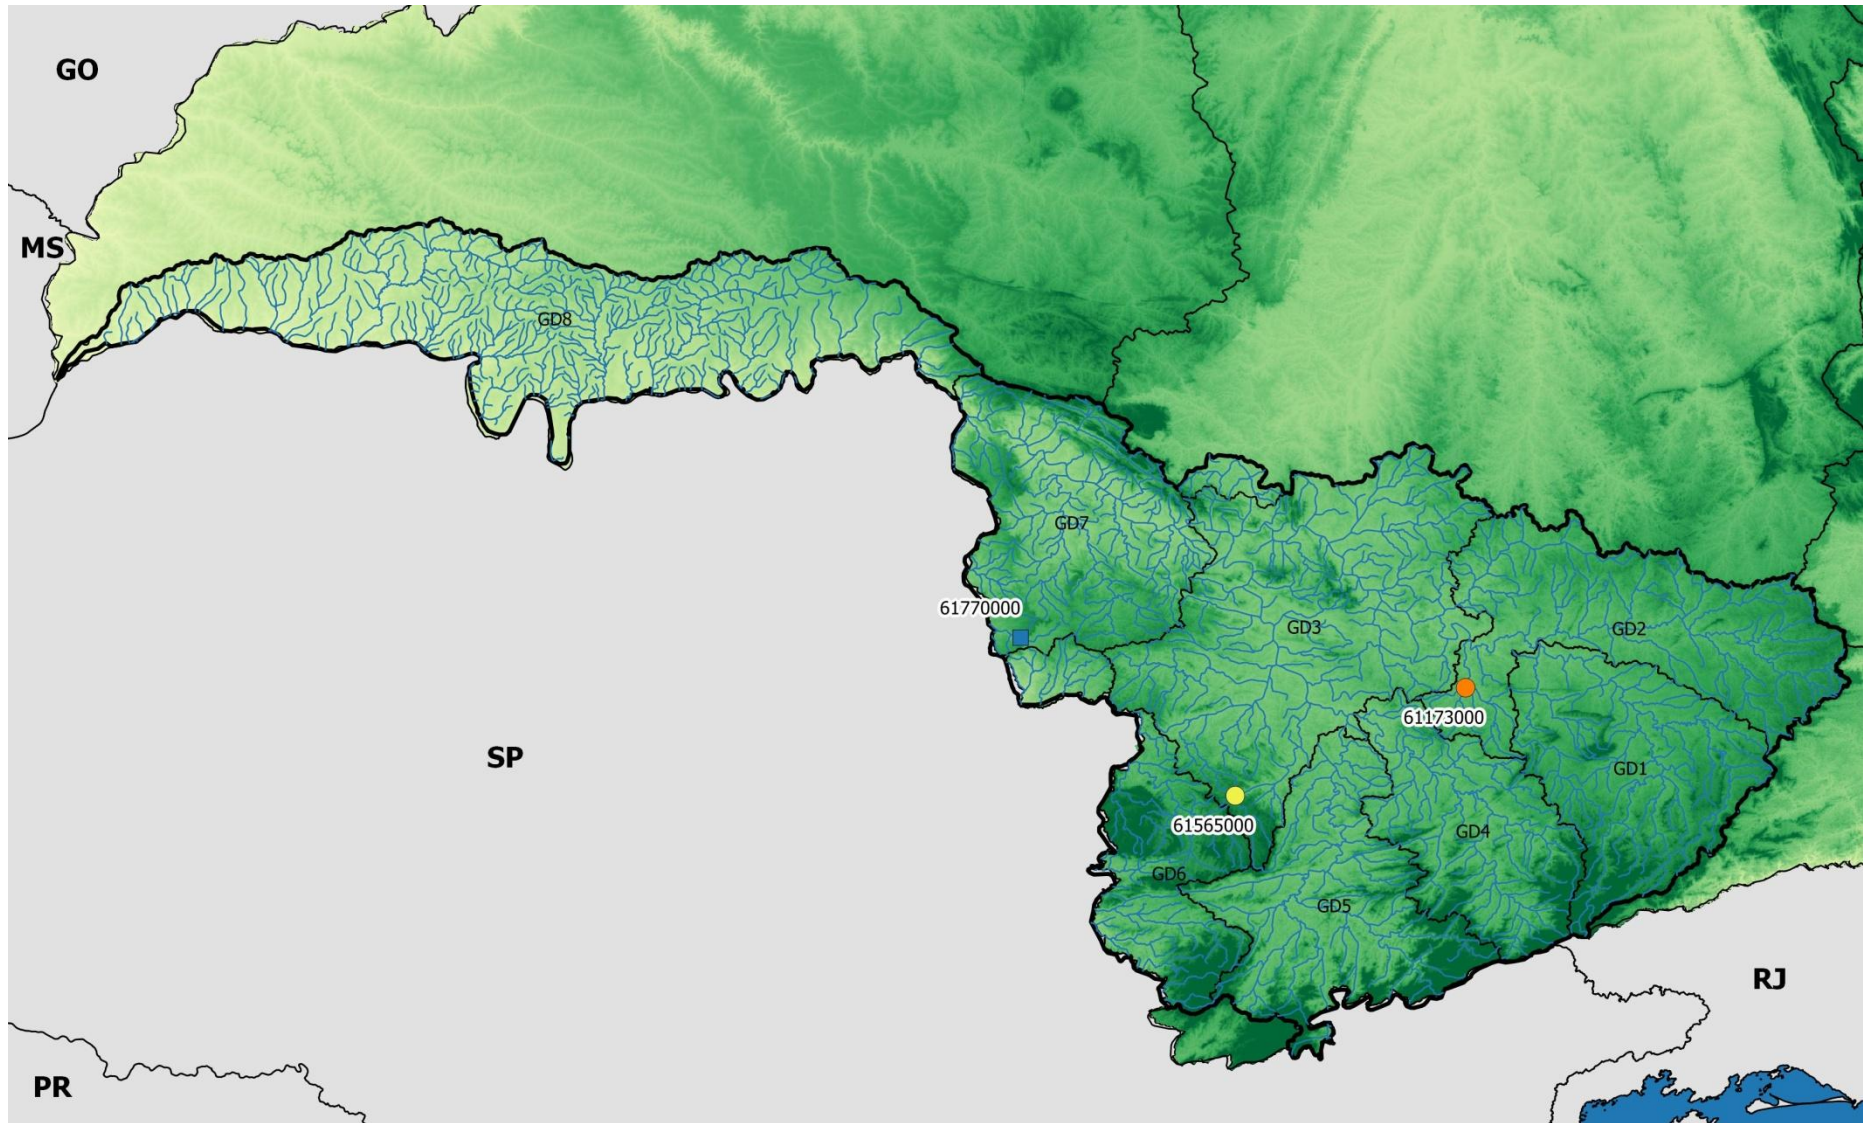 GO
MS
GD8
GD7
61770000
GD3
GD2
61173000
SP
GD1
61565000
GD4
GD6
GD5
RJ
PR